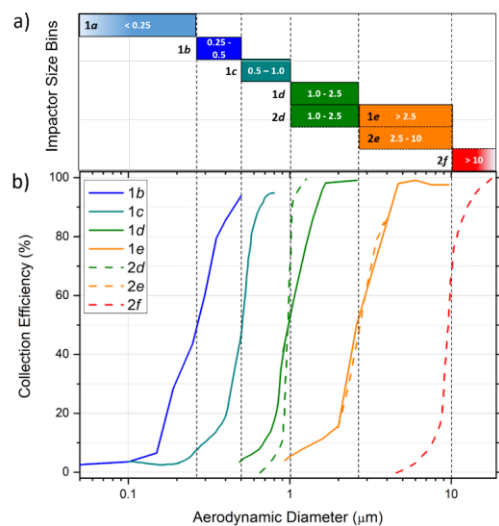 a)
Impactor Size Bins
1a < 0.25
1b 0.25 -
0.5
1c 0.5 – 1.0
1d 1.0 - 2.5
2d 1.0 - 2.5
1e > 2.5
2e 2.5 - 10
2f > 10
b)
Collection Efficiency (%)
100
80
60
40
20
0
1b
1c
1d
1e
2d
2e
2f
0.1 1 10
Aerodynamic Diameter (μm)